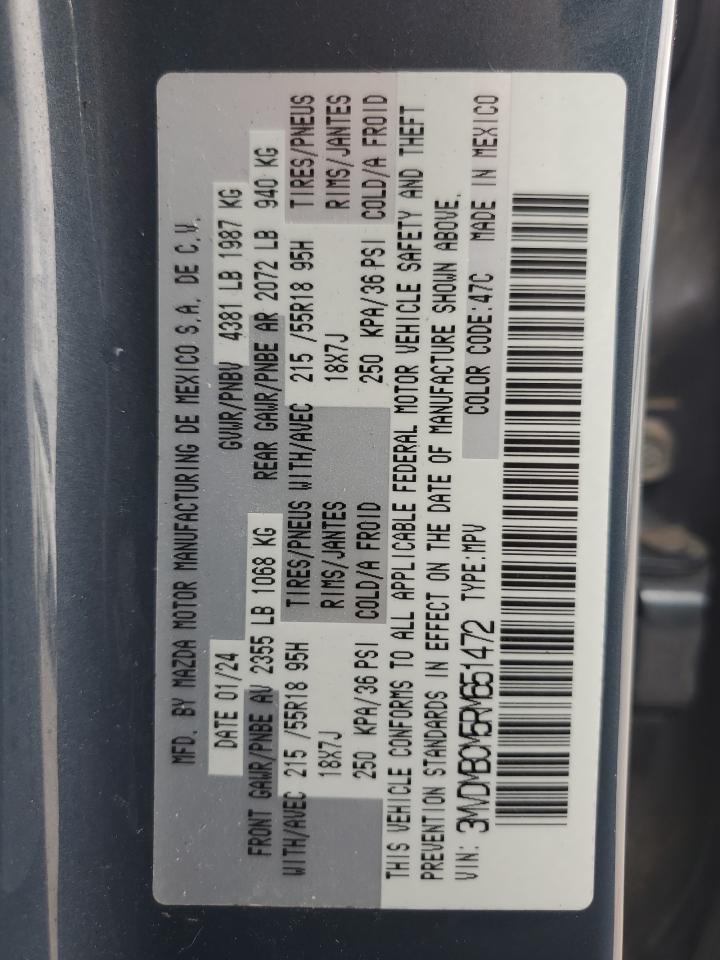 MFD. BY MAZDA MOTOR MANUFACTURING DE MEXICO S.A. DE C.V.
DATE 01/24 GVWR/PNBV 4381 LB 1987 KG
FRONT GAWR/PNBE AV 2355 LB 1068 KG REAR GAWR/PNBE AR 2072 LB 940 KG
WITH/AVEC 215 /55R18 95H TIRES/PNEUS WITH/AVEC 215 /55R18 95H TIRES/PNEUS
18X7J RIMS/JANTES 18X7J RIMS/JANTES
250 KPA/36 PSI COLD/A FROID 250 KPA/36 PSI COLD/A FROID
THIS VEHICLE CONFORMS TO ALL APPLICABLE FEDERAL MOTOR VEHICLE SAFETY AND THEFT
PREVENTION STANDARDS IN EFFECT ON THE DATE OF MANUFACTURE SHOWN ABOVE.
VIN: 3MVDMBCM5RM651472 TYPE:MPV COLOR CODE:47C MADE IN MEXICO